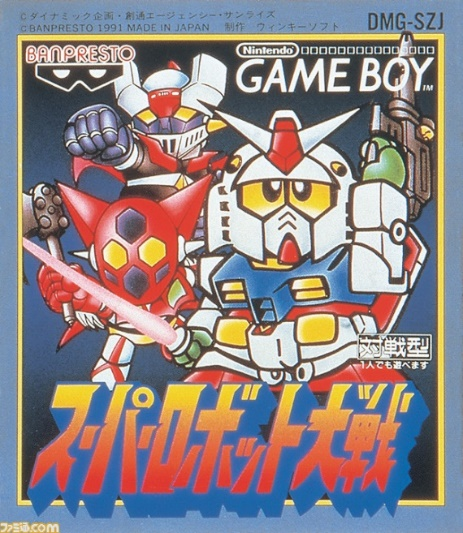 ©ダイナミック企画・創通エージェンシー・サンライズ
©BANPRESTO 1991 MADE IN JAPAN 制作 ウィンキーソフト
DMG-SZJ
BANPRESTO
Nintendo
GAME BOY
TM
対戦型
1人でも遊べます
スーパーロボット大戦
ファミ通.com